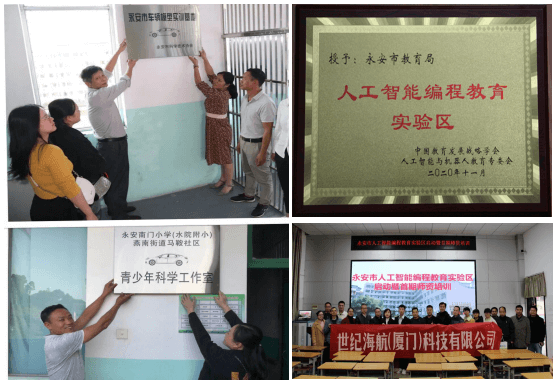 永安市车辆编单实训基地
授予：永安市教育局
人工智能编程教育
实验区
中国教育发展战略学会
人工智能与机器人教育专委会
二〇二〇年十一月
永安南门小学(水院附小)
燕南街道马鞍社区
青少年科学工作室
永安市人工智能编程教育实验区
启动暨首期师资培训
世纪海航(厦门)科技有限公司